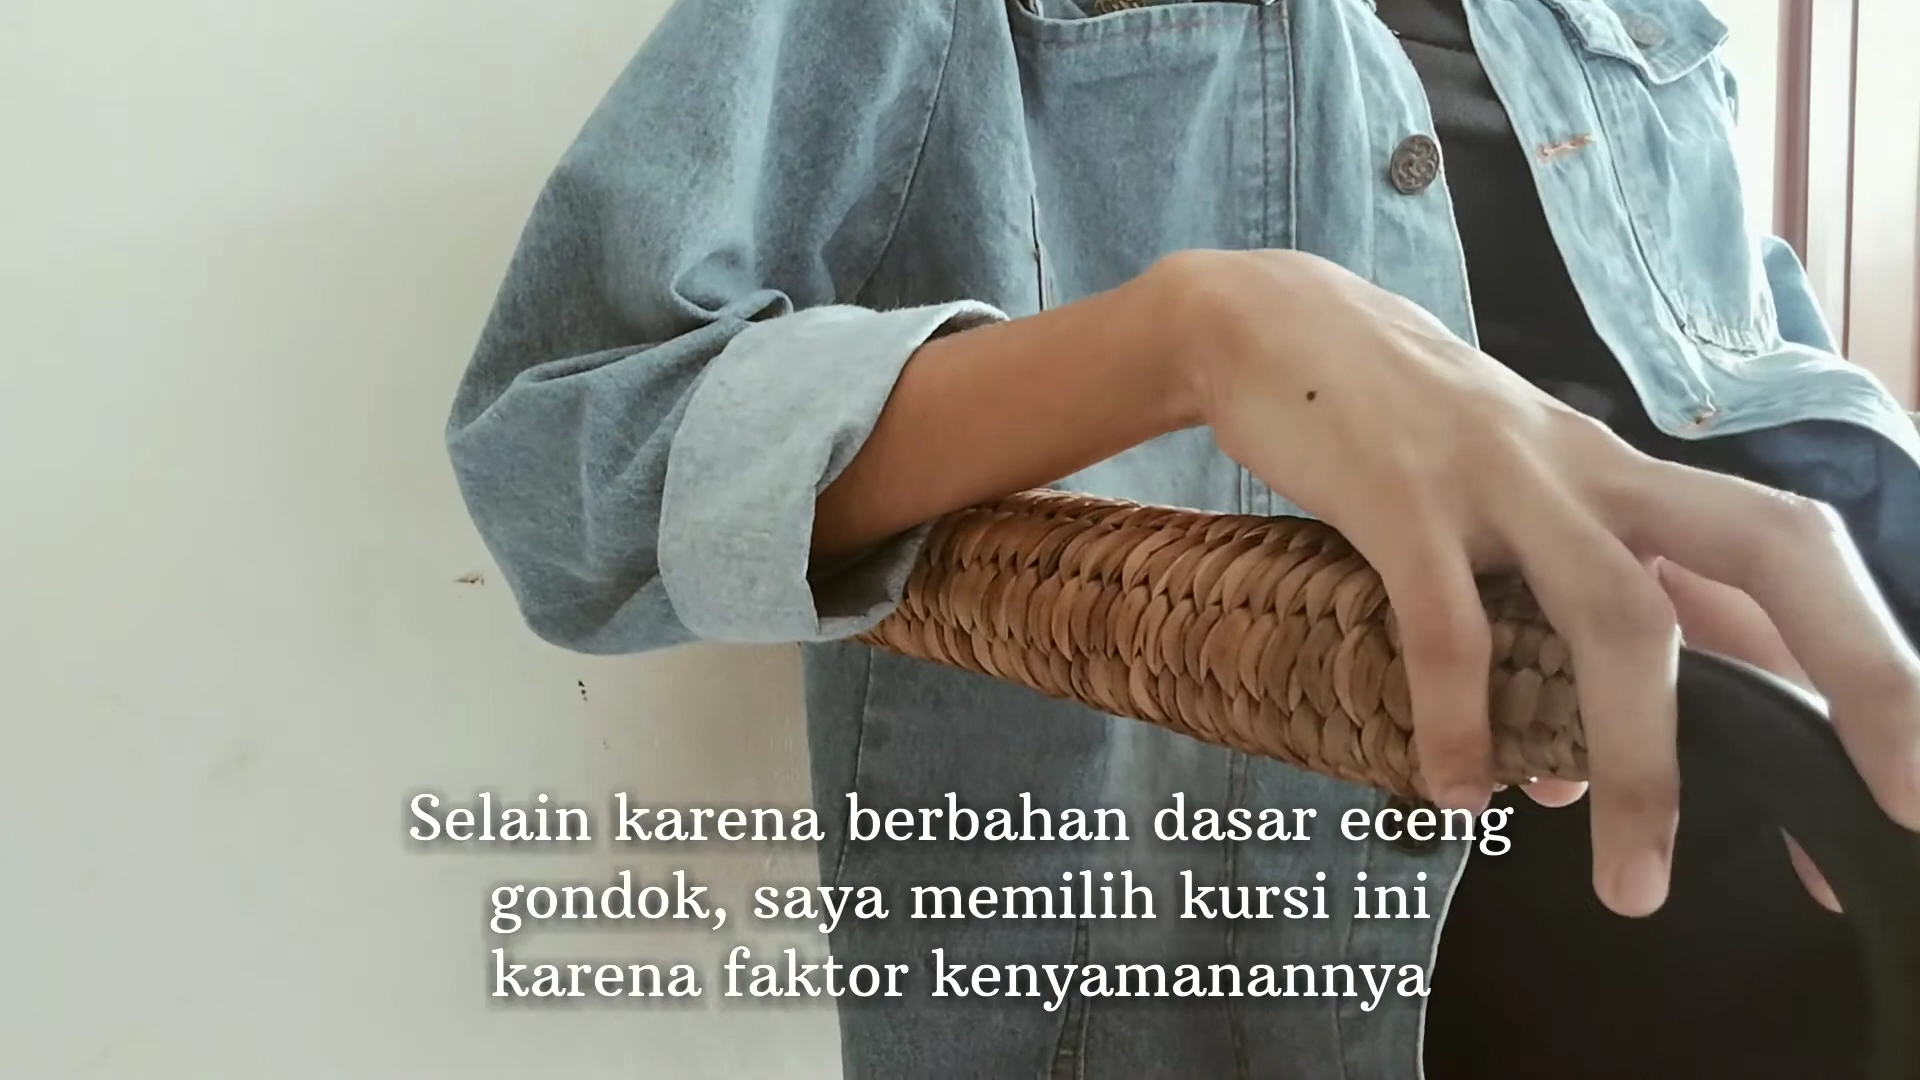 Selain karena berbahan dasar eceng
gondok, saya memilih kursi ini
karena faktor kenyamanannya